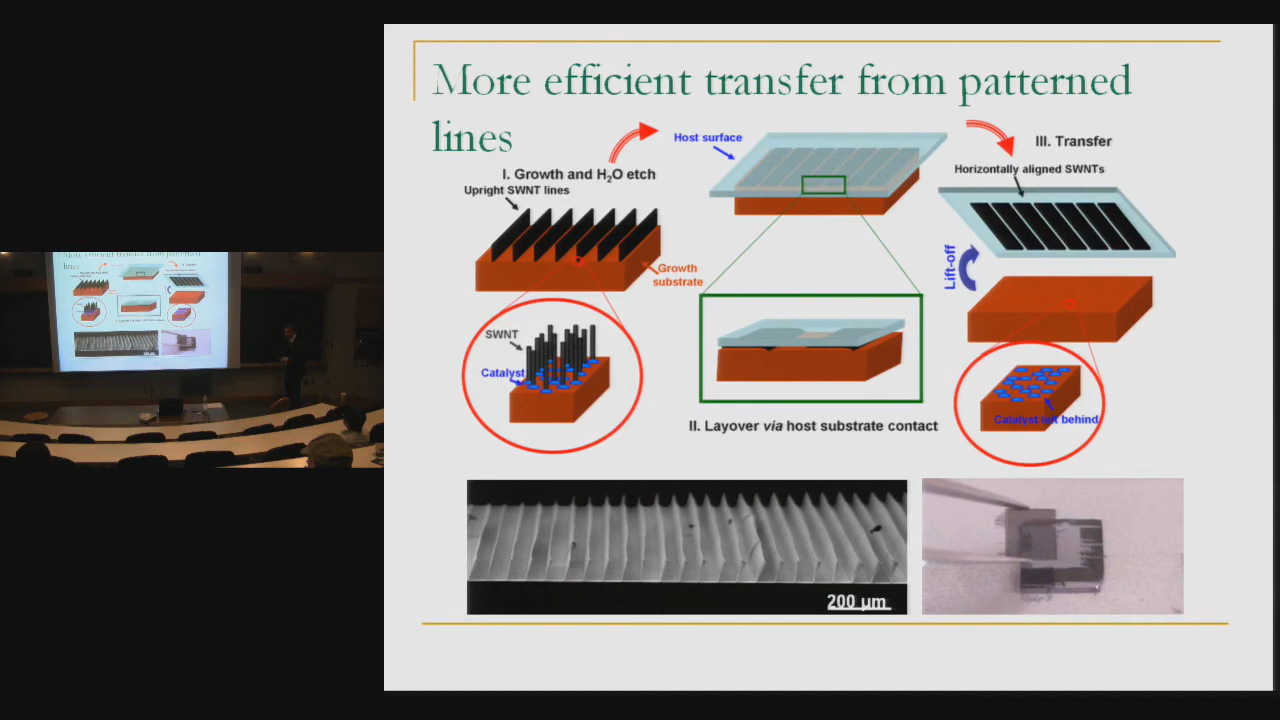 More efficient transfer from patterned
lines
I. Growth and H₂O etch
Upright SWNT lines
Growth
substrate
SWNT
Catalyst
Host surface
II. Layover via host substrate contact
III. Transfer
Horizontally aligned SWNTs
Lift-off
Catalyst left behind
200 µm